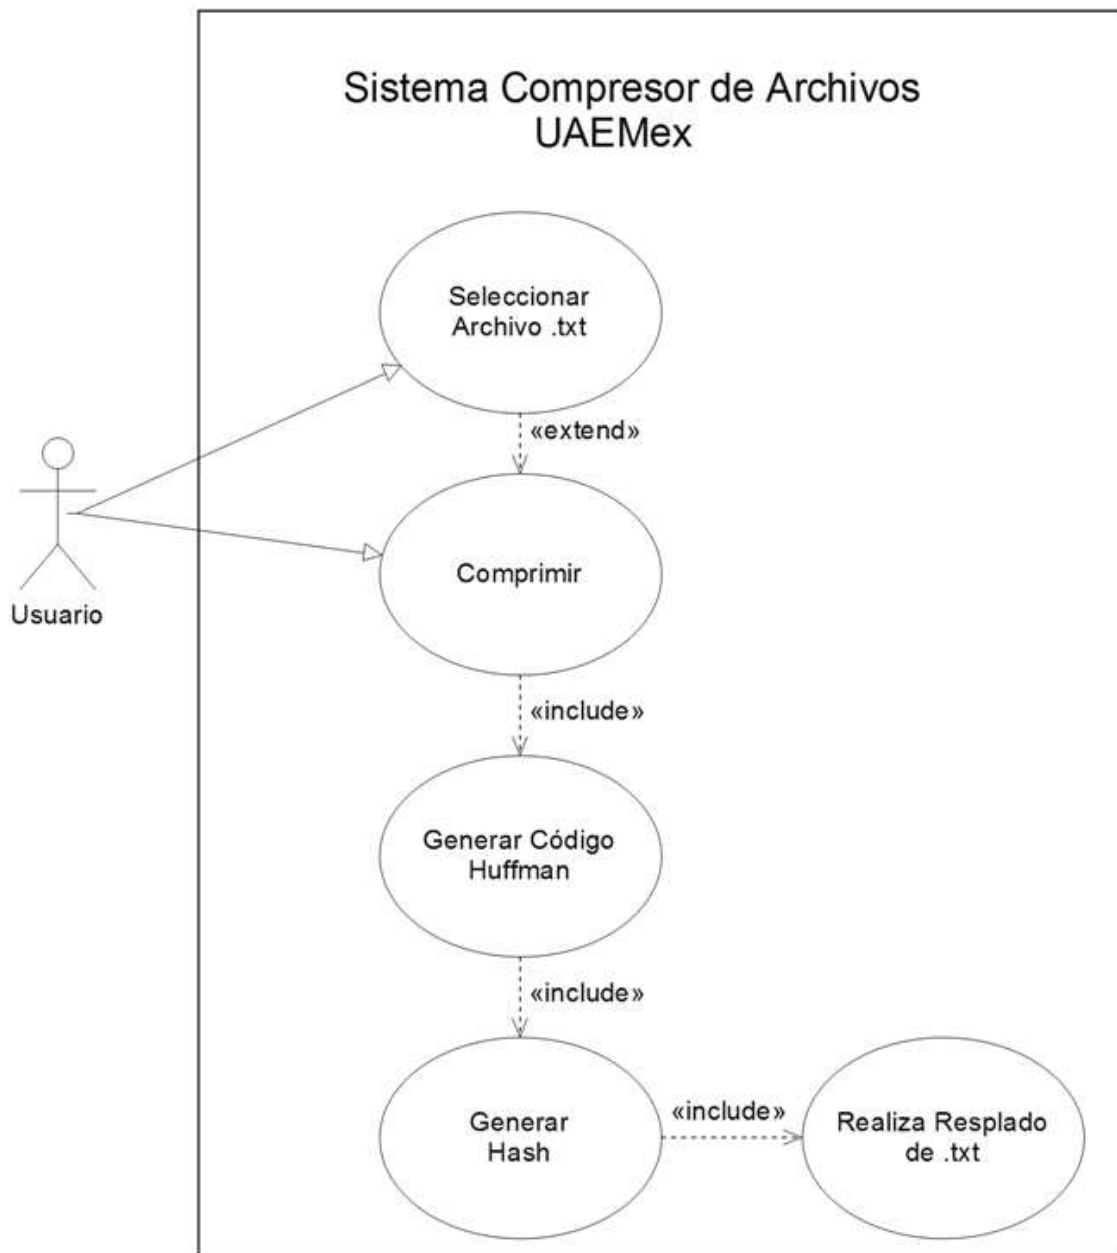 Sistema Compresor de Archivos
UAEMex
Seleccionar
Archivo .txt
«extend»
Comprimir
Usuario
«include»
Generar Código
Huffman
«include»
Generar
Hash
«include»
Realiza Resplado
de .txt